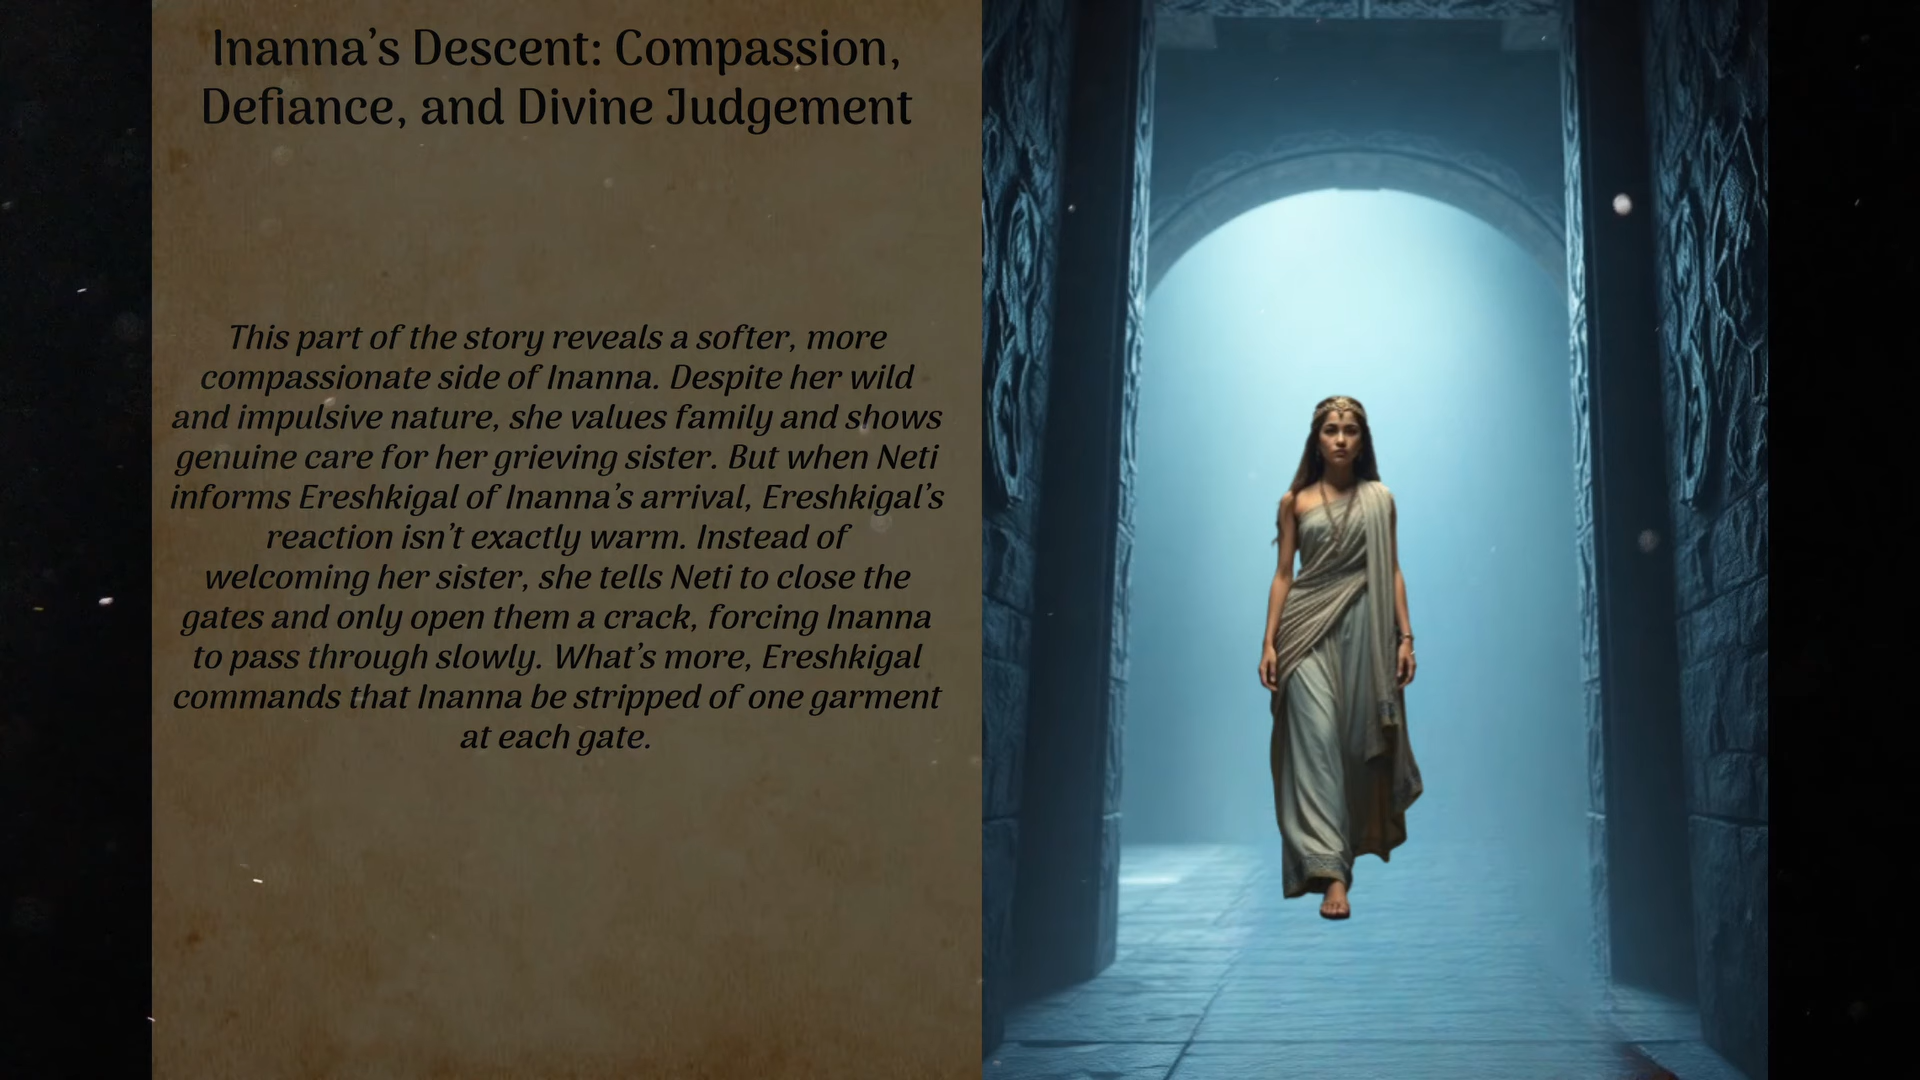 Inanna’s Descent: Compassion,
Defiance, and Divine Judgement
This part of the story reveals a softer, more
compassionate side of Inanna. Despite her wild
and impulsive nature, she values family and shows
genuine care for her grieving sister. But when Neti
informs Ereshkigal of Inanna’s arrival, Ereshkigal’s
reaction isn’t exactly warm. Instead of
welcoming her sister, she tells Neti to close the
gates and only open them a crack, forcing Inanna
to pass through slowly. What’s more, Ereshkigal
commands that Inanna be stripped of one garment
at each gate.